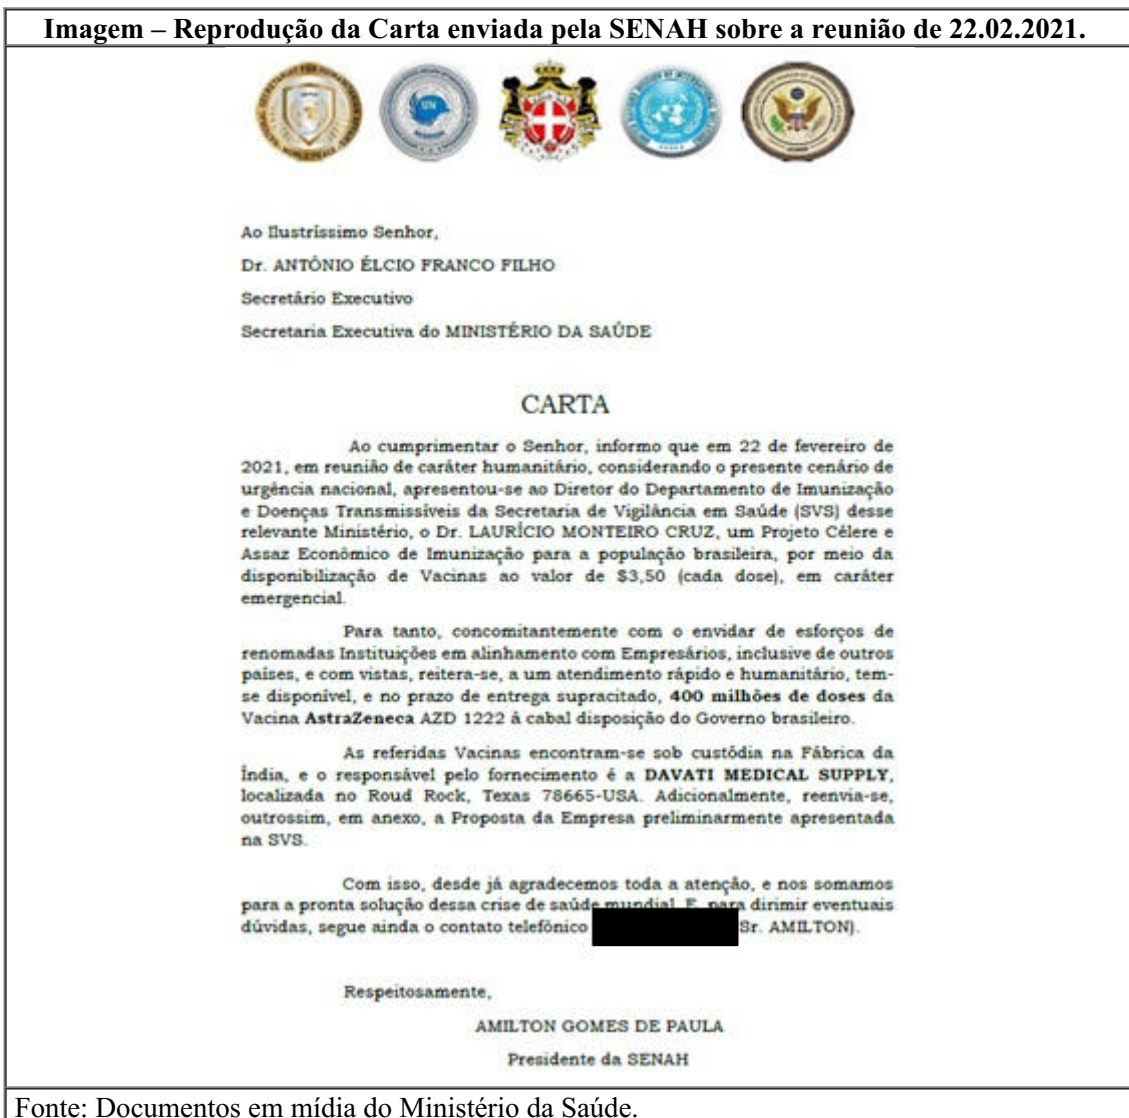 Imagem – Reprodução da Carta enviada pela SENAH sobre a reunião de 22.02.2021.
UN
Ao Ilustríssimo Senhor,
Dr. ANTÔNIO ÉLCIO FRANCO FILHO
Secretário Executivo
Secretaria Executiva do MINISTÉRIO DA SAÚDE
CARTA
Ao cumprimentar o Senhor, informo que em 22 de fevereiro de
2021, em reunião de caráter humanitário, considerando o presente cenário de
urgência nacional, apresentou-se ao Diretor do Departamento de Imunização
e Doenças Transmissíveis da Secretaria de Vigilância em Saúde (SVS) desse
relevante Ministério, o Dr. LAURÍCIO MONTEIRO CRUZ, um Projeto Célere e
Assaz Econômico de Imunização para a população brasileira, por meio da
disponibilização de Vacinas ao valor de $3,50 (cada dose), em caráter
emergencial.
Para tanto, concomitantemente com o envidar de esforços de
renomadas Instituições em alinhamento com Empresários, inclusive de outros
países, e com vistas, reitera-se, a um atendimento rápido e humanitário, tem-
se disponível, e no prazo de entrega supracitado, 400 milhões de doses da
Vacina AstraZeneca AZD 1222 à cabal disposição do Governo brasileiro.
As referidas Vacinas encontram-se sob custódia na Fábrica da
Índia, e o responsável pelo fornecimento é a DAVATI MEDICAL SUPPLY,
localizada no Roud Rock, Texas 78665-USA. Adicionalmente, reenvia-se,
outrossim, em anexo, a Proposta da Empresa preliminarmente apresentada
na SVS.
Com isso, desde já agradecemos toda a atenção, e nos somamos
para a pronta solução dessa crise de saúde mundial. E, para dirimir eventuais
dúvidas, segue ainda o contato telefônico Sr. AMILTON).
Respeitosamente,
AMILTON GOMES DE PAULA
Presidente da SENAH
Fonte: Documentos em mídia do Ministério da Saúde.